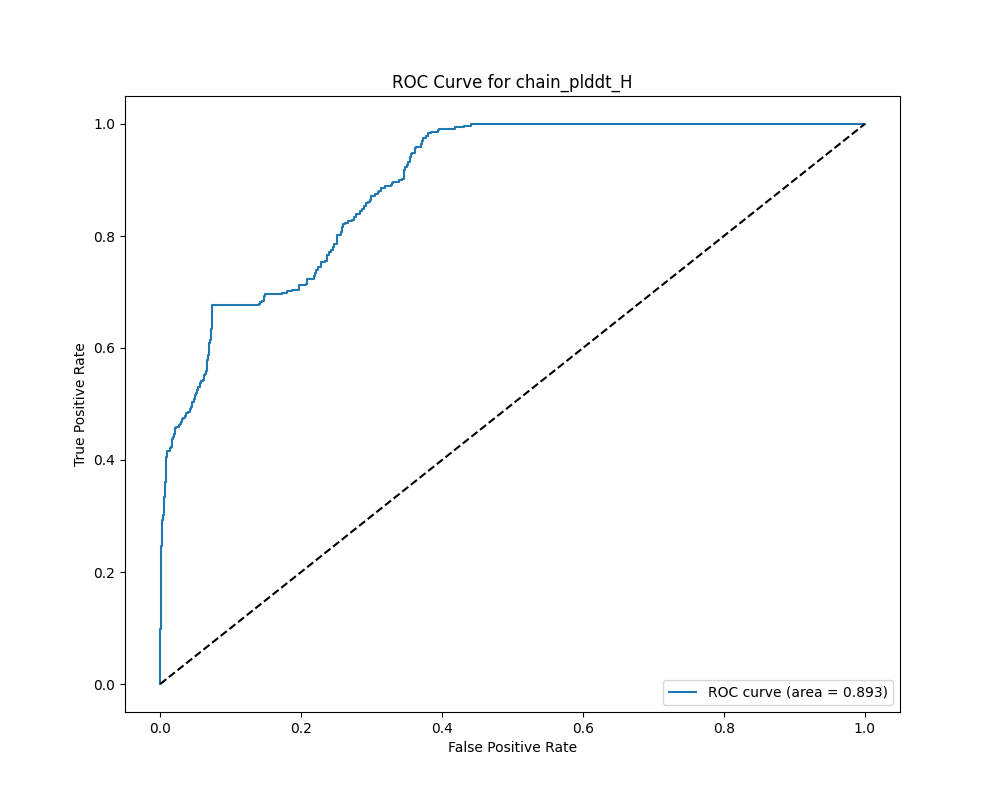 ROC Curve for chain_plddt_H
True Positive Rate
1.0
0.8
0.6
0.4
0.2
0.0
0.0 0.2 0.4 0.6 0.8 1.0
False Positive Rate
ROC curve (area = 0.893)